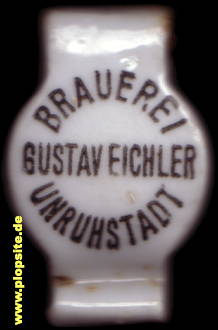 BRAUEREI
GUSTAV EICHLER
UNRUHSTADT
www.plopsite.de